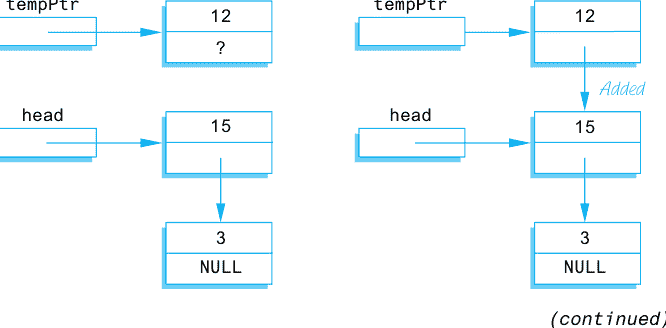 tempPtr
12
?
head
15
3
NULL
tempPtr
12
Added
head
15
3
NULL
(continued)